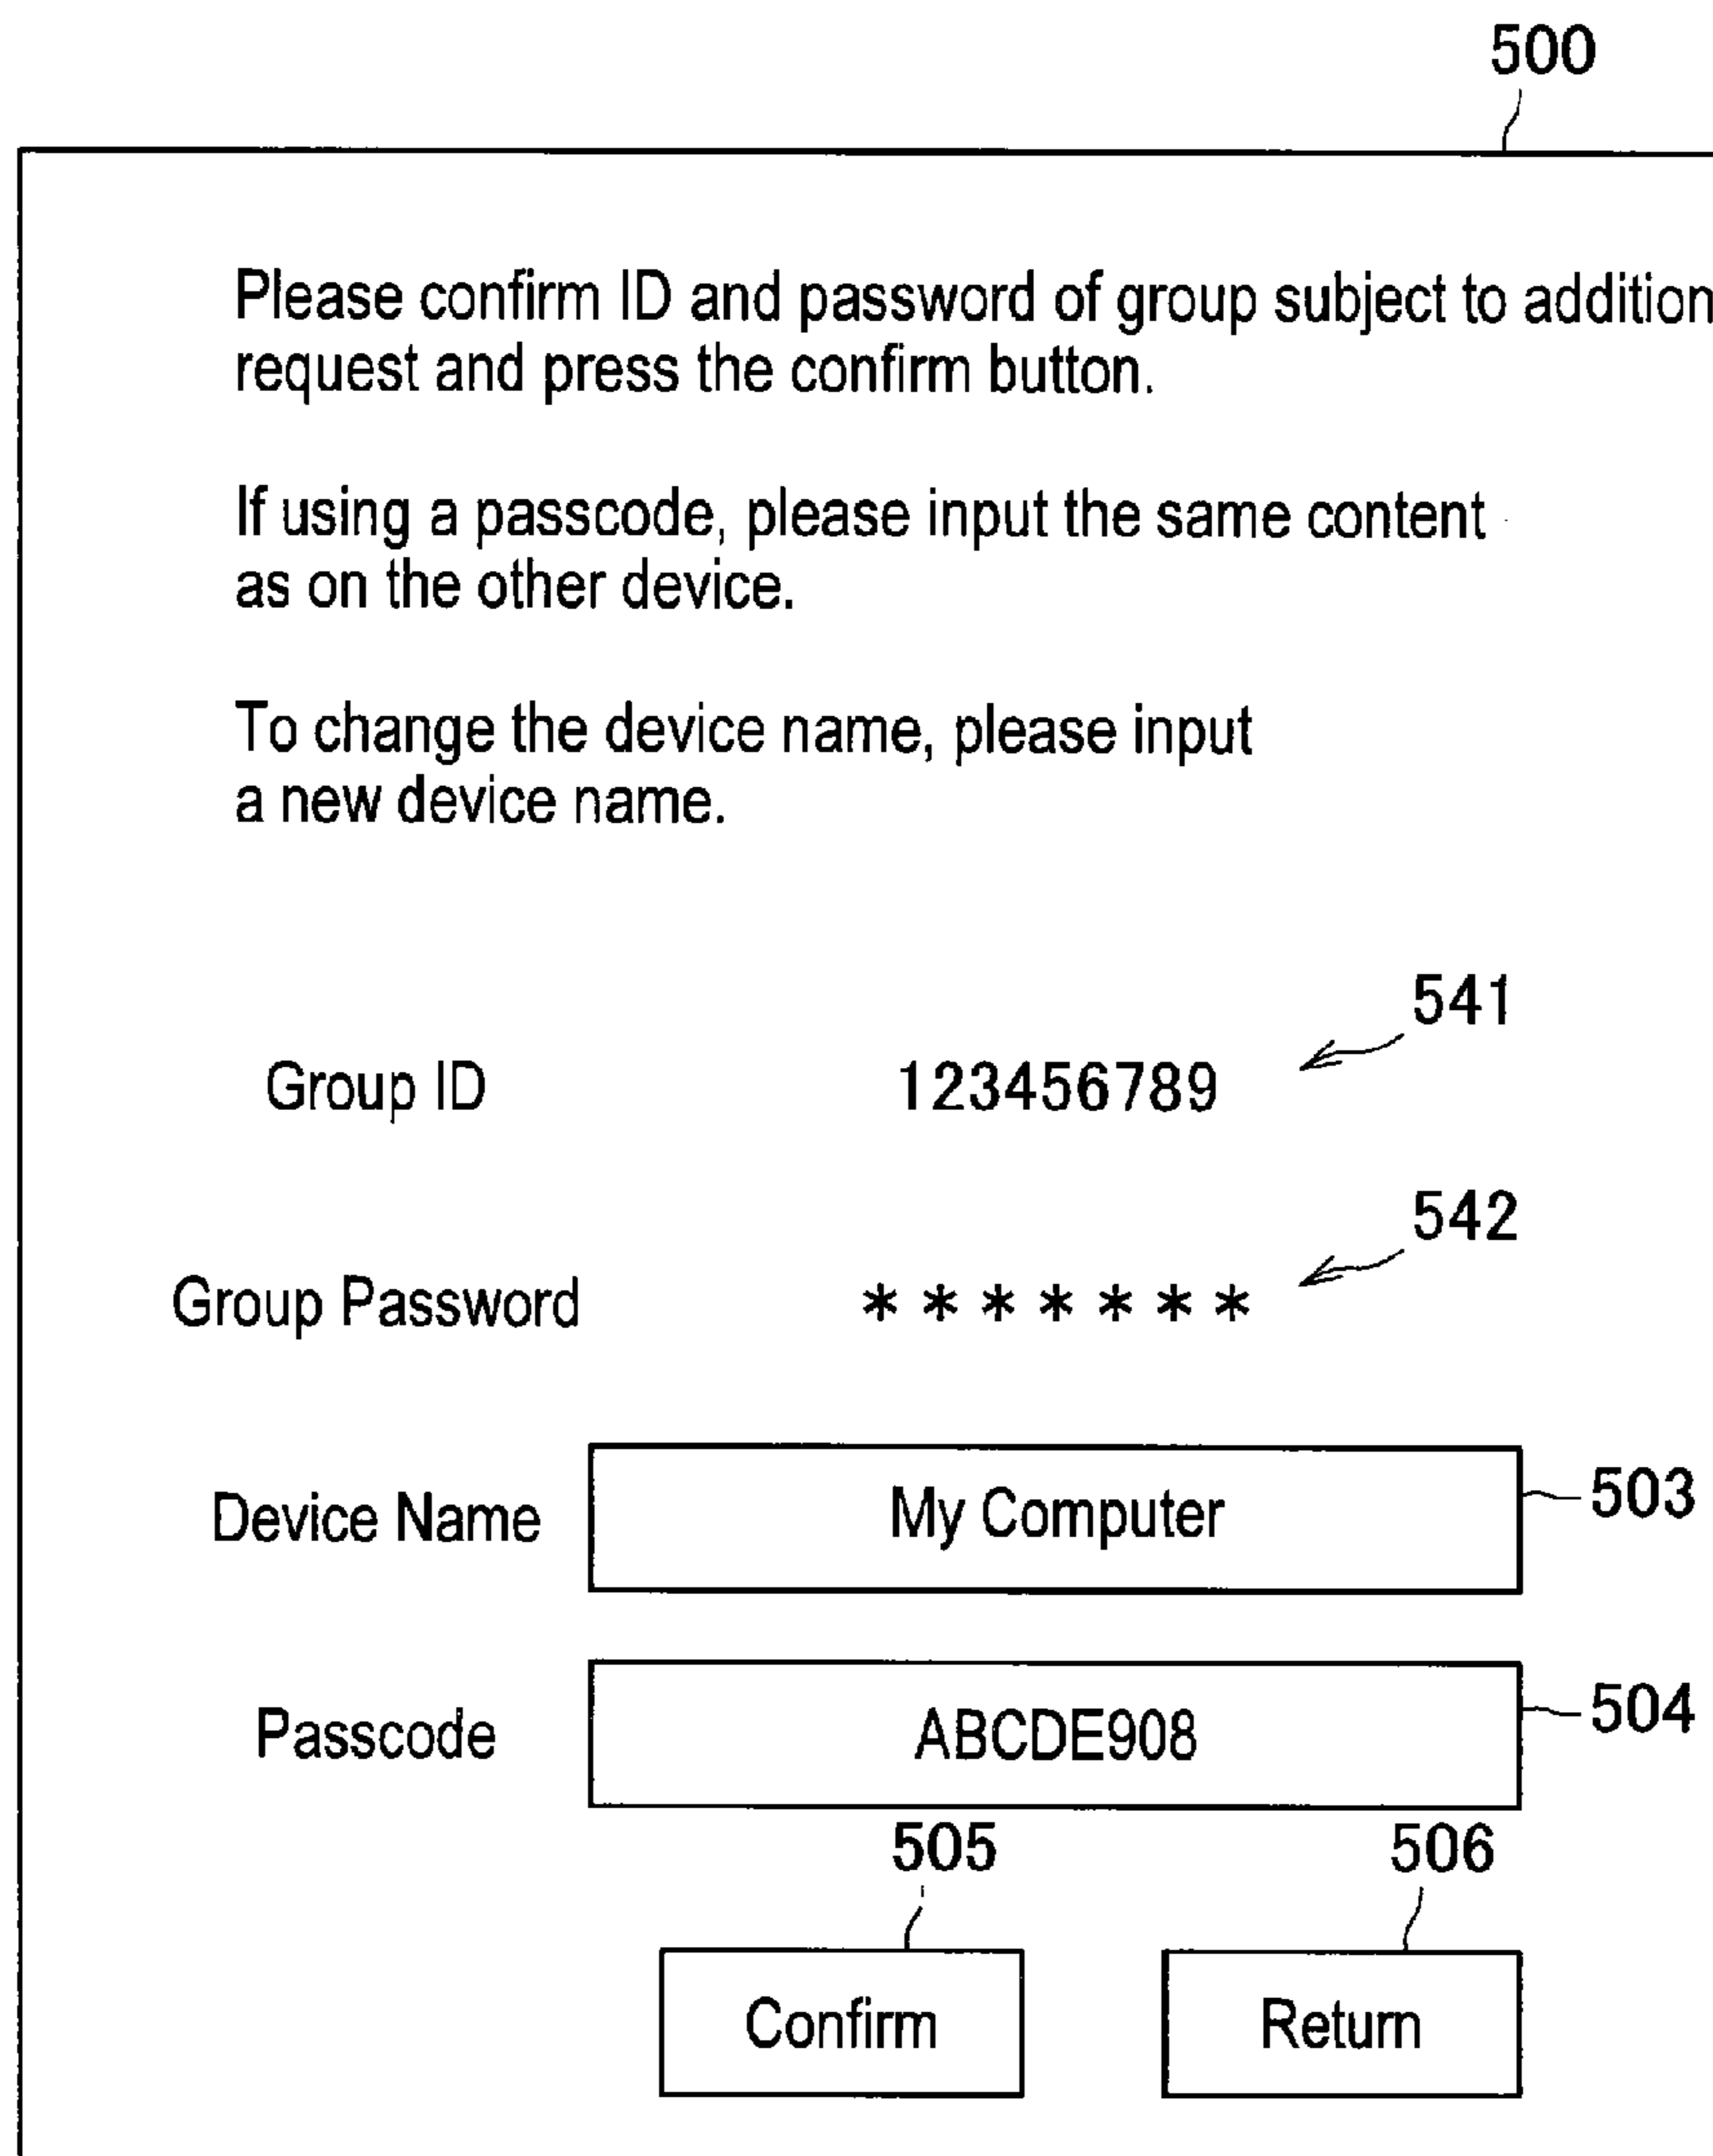 500
Please confirm ID and password of group subject to addition
request and press the confirm button.
If using a passcode, please input the same content
as on the other device.
To change the device name, please input
a new device name.
541
Group ID 123456789
542
Group Password * * * * * * *
Device Name My Computer 503
Passcode ABCDE908 504
505 506
Confirm Return